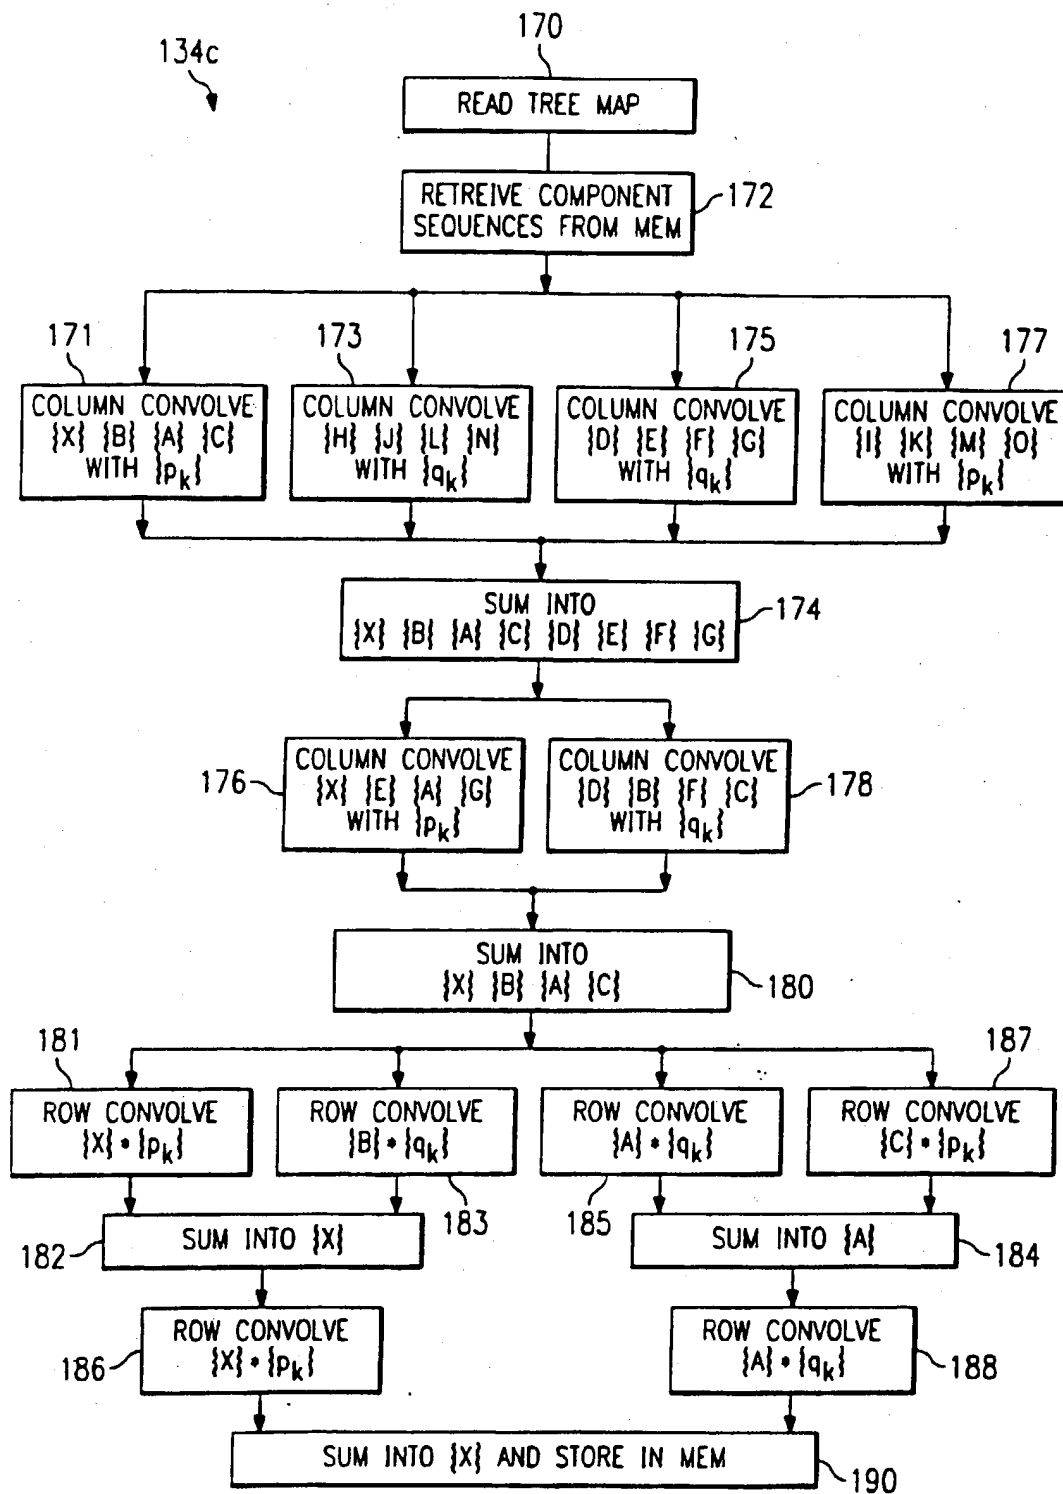 134c
170
READ TREE MAP
RETREIVE COMPONENT
SEQUENCES FROM MEM
172
171
COLUMN CONVOLVE
{X} {B} {A} {C}
WITH {pk}
173
COLUMN CONVOLVE
{H} {J} {L} {N}
WITH {qk}
175
COLUMN CONVOLVE
{D} {E} {F} {G}
WITH {qk}
177
COLUMN CONVOLVE
{I} {K} {M} {O}
WITH {pk}
SUM INTO
{X} {B} {A} {C} {D} {E} {F} {G}
174
176
COLUMN CONVOLVE
{X} {E} {A} {G}
WITH {pk}
COLUMN CONVOLVE
{D} {B} {F} {C}
WITH {qk}
178
SUM INTO
{X} {B} {A} {C}
180
181
ROW CONVOLVE
{X} * {pk}
ROW CONVOLVE
{B} * {qk}
183
ROW CONVOLVE
{A} * {qk}
185
187
ROW CONVOLVE
{C} * {pk}
182
SUM INTO {X}
SUM INTO {A}
184
186
ROW CONVOLVE
{X} * {pk}
ROW CONVOLVE
{A} * {qk}
188
SUM INTO {X} AND STORE IN MEM
190